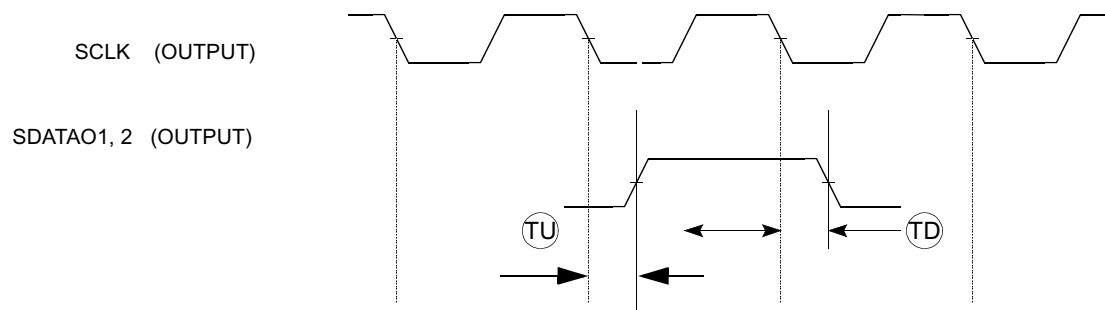 SCLK (OUTPUT)
SDATAO1, 2 (OUTPUT)
TU
TD